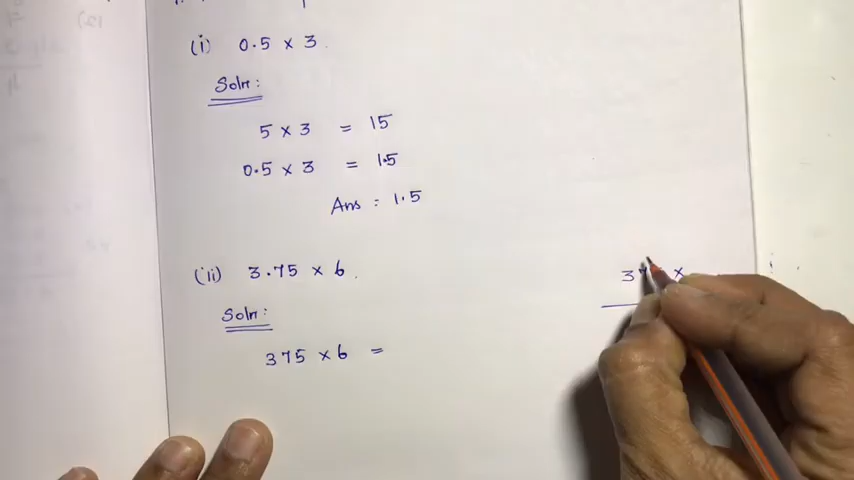 (i) 0.5 × 3
Soln:
5 × 3 = 15
0.5 × 3 = 1.5
Ans : 1.5
(ii) 3.75 × 6
Soln:
375 × 6 =